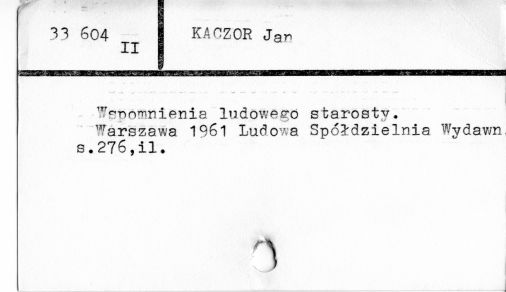 33 604 KACZOR Jan
II
Wspomnienia ludowego starosty.
Warszawa 1961 Ludowa Spółdzielnia Wydawn.
s.276,il.